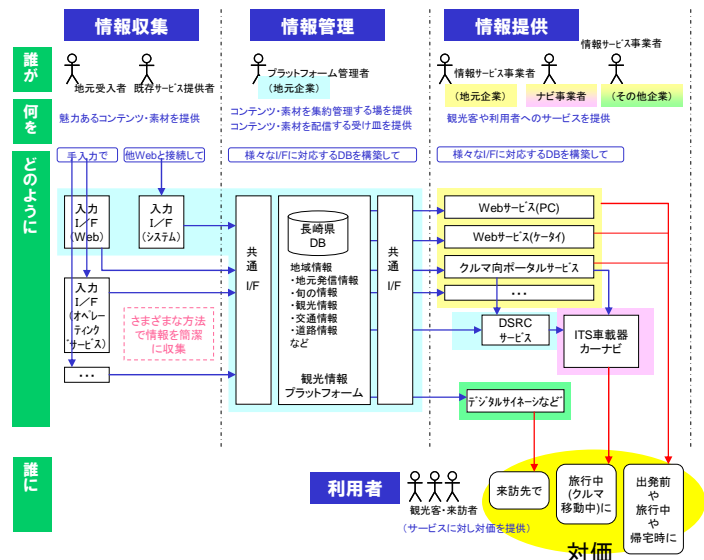 情報収集
情報管理
情報提供
誰が
地元受入者
既存サービス提供者
プラットフォーム管理者
(地元企業)
情報サービス事業者
(地元企業)
ナビ事業者
情報サービス事業者
(その他企業)
何を
魅力あるコンテンツ・素材を提供
コンテンツ・素材を集約管理する場を提供
コンテンツ・素材を配信する受け皿を提供
観光客や利用者へのサービスを提供
どのように
手入力で
他Webと接続して
様々なI/Fに対応するDBを構築して
様々なI/Fに対応するDBを構築して
入力
I/F
(Web)
入力
I/F
(システム)
入力
I/F
(オペレー
ティング
サービス)
・・・
さまざまな方法
で情報を簡潔
に収集
共通
I/F
長崎県
DB
地域情報
・地元発信情報
・旬の情報
・観光情報
・交通情報
・道路情報
など
観光情報
プラットフォーム
共通
I/F
Webサービス(PC)
Webサービス(ケータイ)
クルマ向ポータルサービス
・・・
DSRC
サービス
ITS車載器
カーナビ
デジタルサイネージなど
誰に
利用者
観光客・来訪者
(サービスに対し対価を提供)
来訪先で
旅行中
(クルマ
移動中)に
出発前
や
旅行中
や
帰宅時に
対価